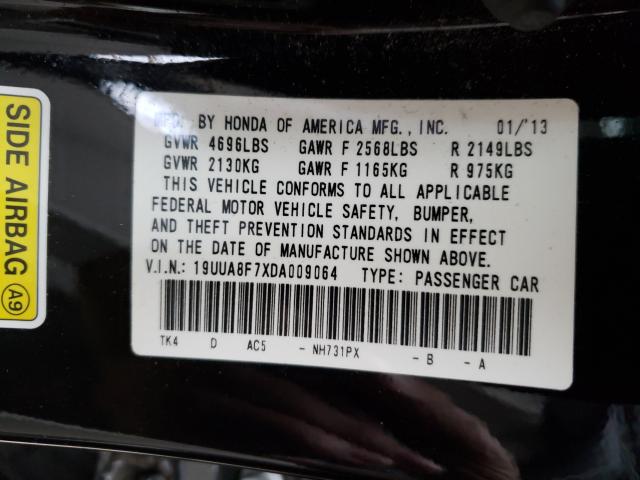 SIDE AIRBAG A9
MFD. BY HONDA OF AMERICA MFG., INC. 01/'13
GVWR 4696LBS GAWR F 2568LBS R 2149LBS
GVWR 2130KG GAWR F 1165KG R 975KG
THIS VEHICLE CONFORMS TO ALL APPLICABLE
FEDERAL MOTOR VEHICLE SAFETY, BUMPER,
AND THEFT PREVENTION STANDARDS IN EFFECT
ON THE DATE OF MANUFACTURE SHOWN ABOVE.
V.I.N.: 19UUA8F7XDA009064 TYPE: PASSENGER CAR
TK4 D AC5 - NH731PX - B - A